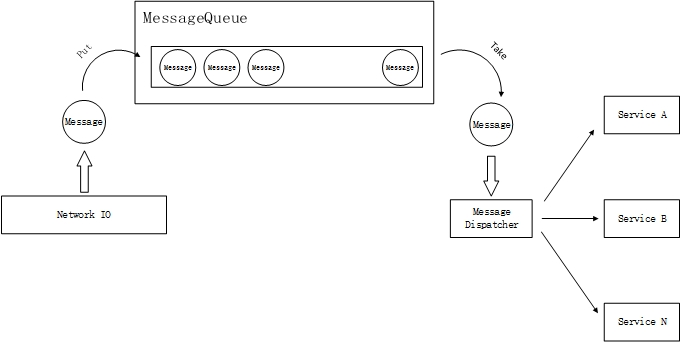 MessageQueue
Put
Message
Message
Message
Message
Take
Message
Message
Network IO
Message
Dispatcher
Service A
Service B
Service N